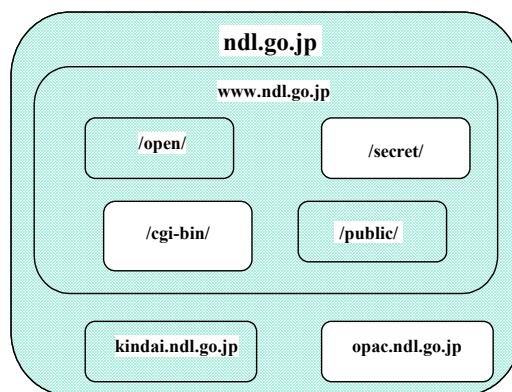 ndl.go.jp
www.ndl.go.jp
/open/
/secret/
/cgi-bin/
/public/
kindai.ndl.go.jp
opac.ndl.go.jp